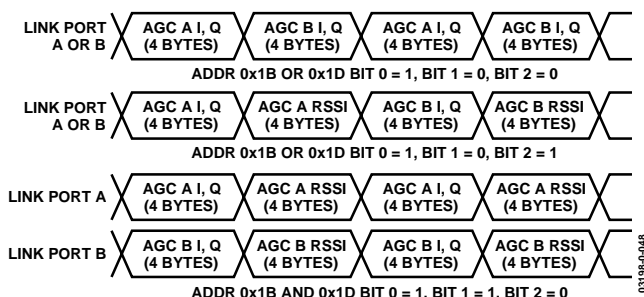 LINK PORT A OR B
AGC A I, Q (4 BYTES) AGC B I, Q (4 BYTES) AGC A I, Q (4 BYTES) AGC B I, Q (4 BYTES)
ADDR 0x1B OR 0x1D BIT 0 = 1, BIT 1 = 0, BIT 2 = 0
LINK PORT A OR B
AGC A I, Q (4 BYTES) AGC A RSSI (4 BYTES) AGC B I, Q (4 BYTES) AGC B RSSI (4 BYTES)
ADDR 0x1B OR 0x1D BIT 0 = 1, BIT 1 = 0, BIT 2 = 1
LINK PORT A
AGC A I, Q (4 BYTES) AGC A RSSI (4 BYTES) AGC A I, Q (4 BYTES) AGC A RSSI (4 BYTES)
LINK PORT B
AGC B I, Q (4 BYTES) AGC B RSSI (4 BYTES) AGC B I, Q (4 BYTES) AGC B RSSI (4 BYTES)
ADDR 0x1B AND 0x1D BIT 0 = 1, BIT 1 = 1, BIT 2 = 0
03198-0-048